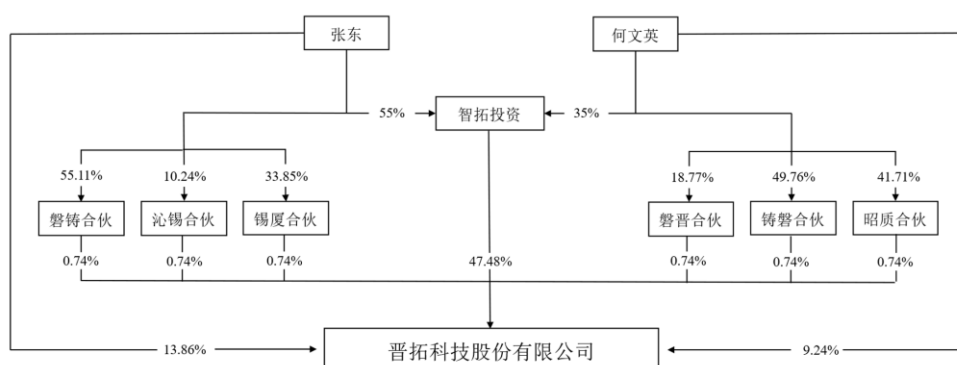 张东
何文英
55%
智拓投资
35%
55.11%
10.24%
33.85%
18.77%
49.76%
41.71%
磐铸合伙
沁锡合伙
锡厦合伙
磐晋合伙
铸磐合伙
昭质合伙
0.74%
0.74%
0.74%
47.48%
0.74%
0.74%
0.74%
13.86%
晋拓科技股份有限公司
9.24%